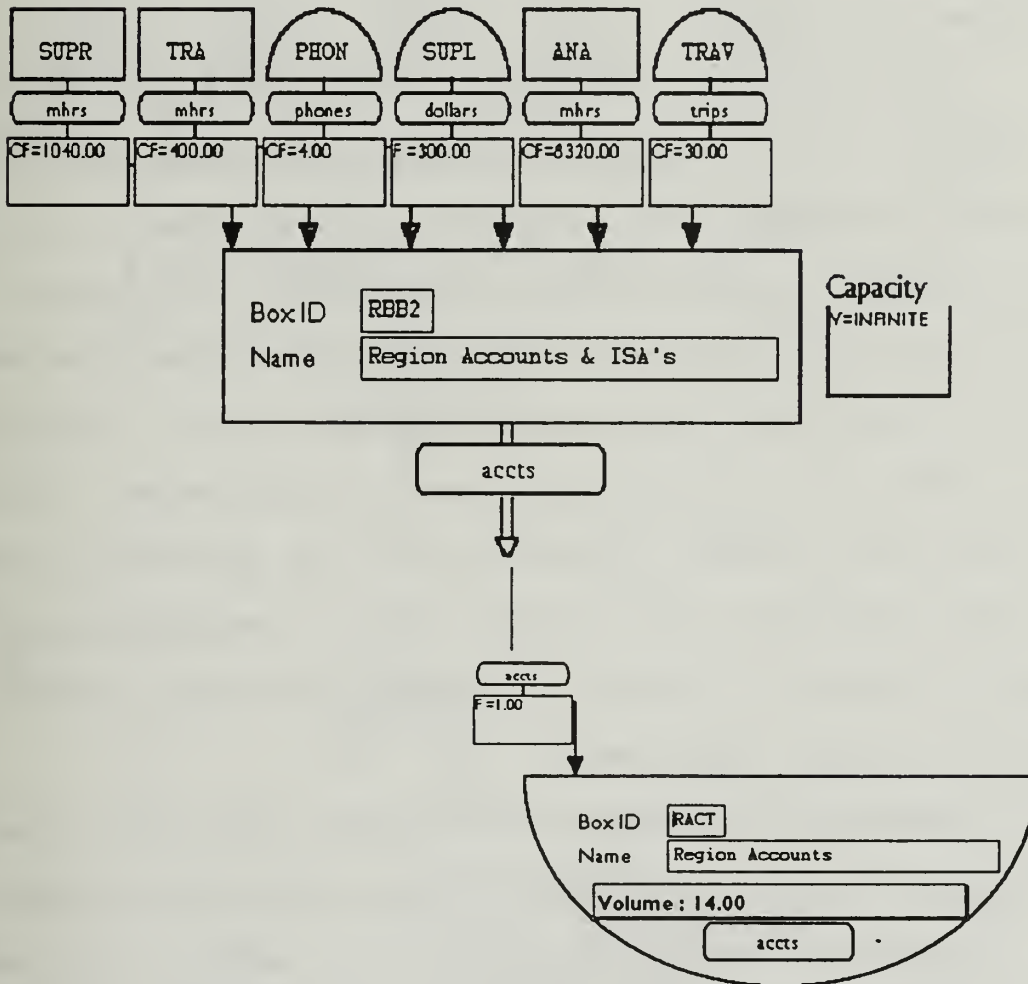 SUPR TRA PHON SUPL ANA TRAV
mhrs mhrs phones dollars mhrs trips
CF=1040.00 CF=400.00 CF=4.00 F =300.00 CF=8320.00 CF=30.00
Box ID RBB2
Name Region Accounts & ISA's
Capacity
Y=INFINITE
accts
accts
F =1.00
Box ID RACT
Name Region Accounts
Volume : 14.00
accts